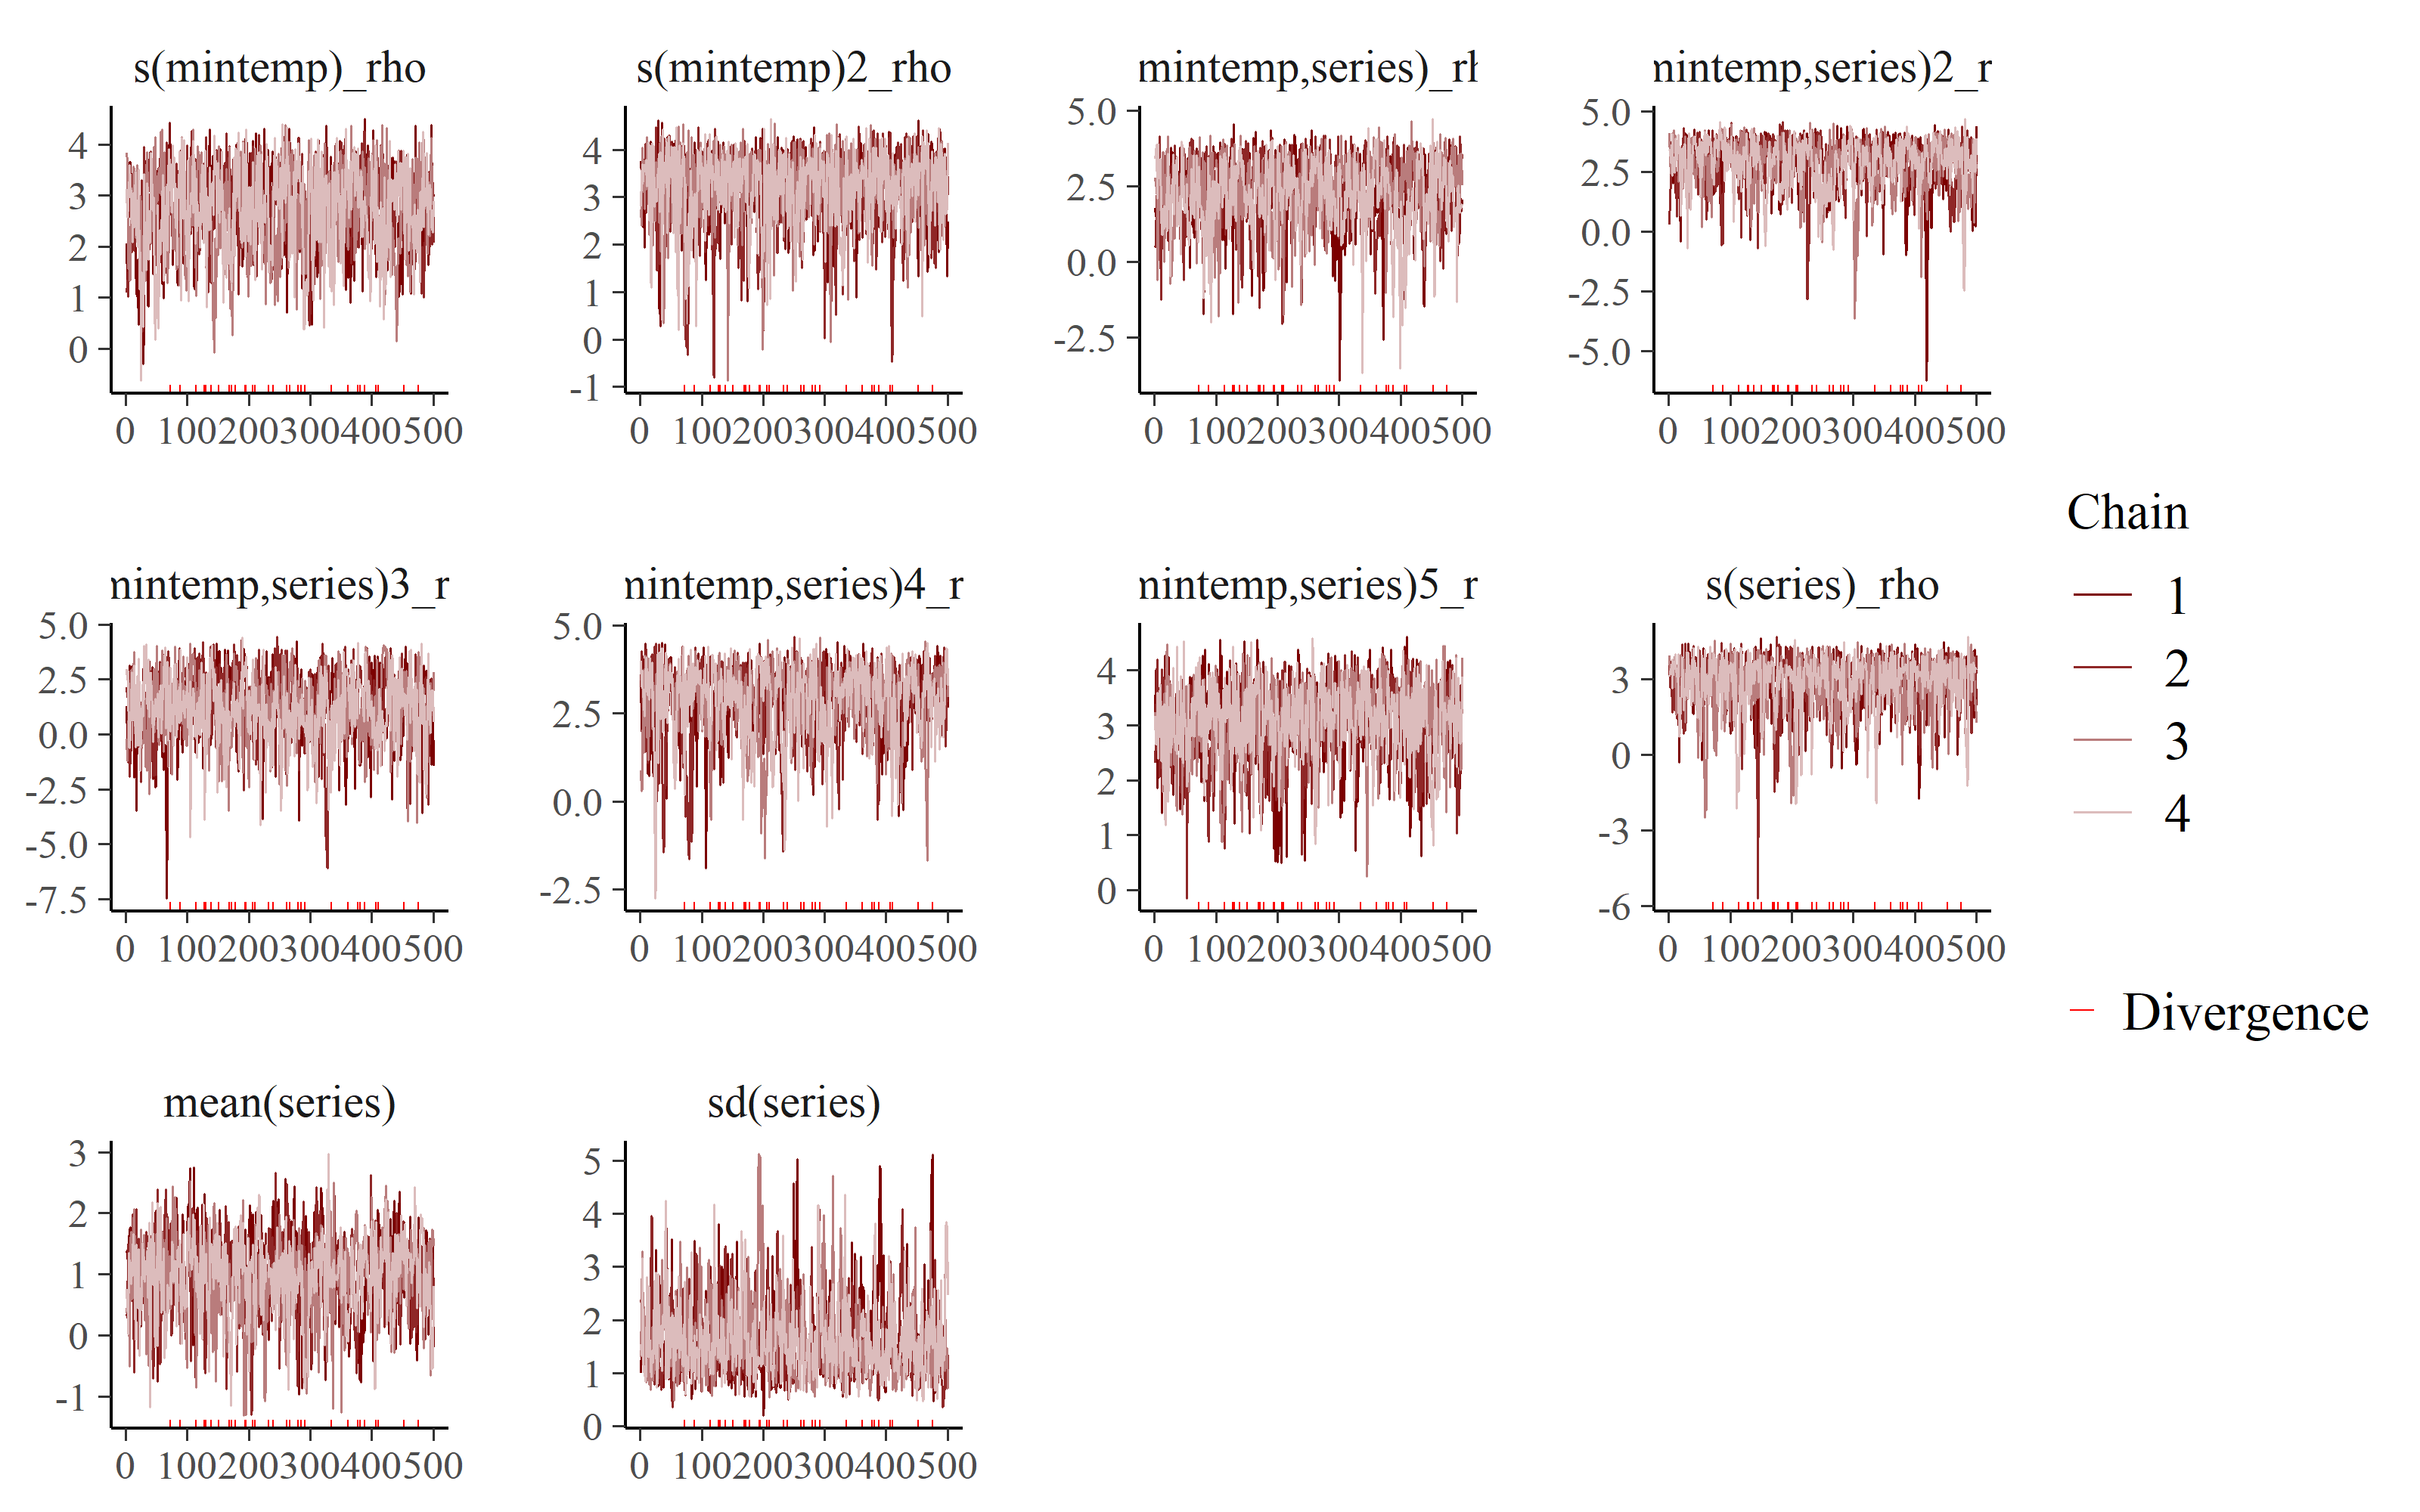 s(mintemp)_rho
4
3
2
1
0
0 100 200 300 400 500
s(mintemp)2_rho
4
3
2
1
0
-1
0 100 200 300 400 500
mintemp,series)_rh
5.0
2.5
0.0
-2.5
0 100 200 300 400 500
nintemp,series)2_r
5.0
2.5
0.0
-2.5
-5.0
0 100 200 300 400 500
nintemp,series)3_r
5.0
2.5
0.0
-2.5
-5.0
-7.5
0 100 200 300 400 500
nintemp,series)4_r
5.0
2.5
0.0
-2.5
0 100 200 300 400 500
nintemp,series)5_r
4
3
2
1
0
0 100 200 300 400 500
s(series)_rho
3
0
-3
-6
0 100 200 300 400 500
mean(series)
3
2
1
0
-1
0 100 200 300 400 500
sd(series)
5
4
3
2
1
0
0 100 200 300 400 500
Chain
1
2
3
4
Divergence